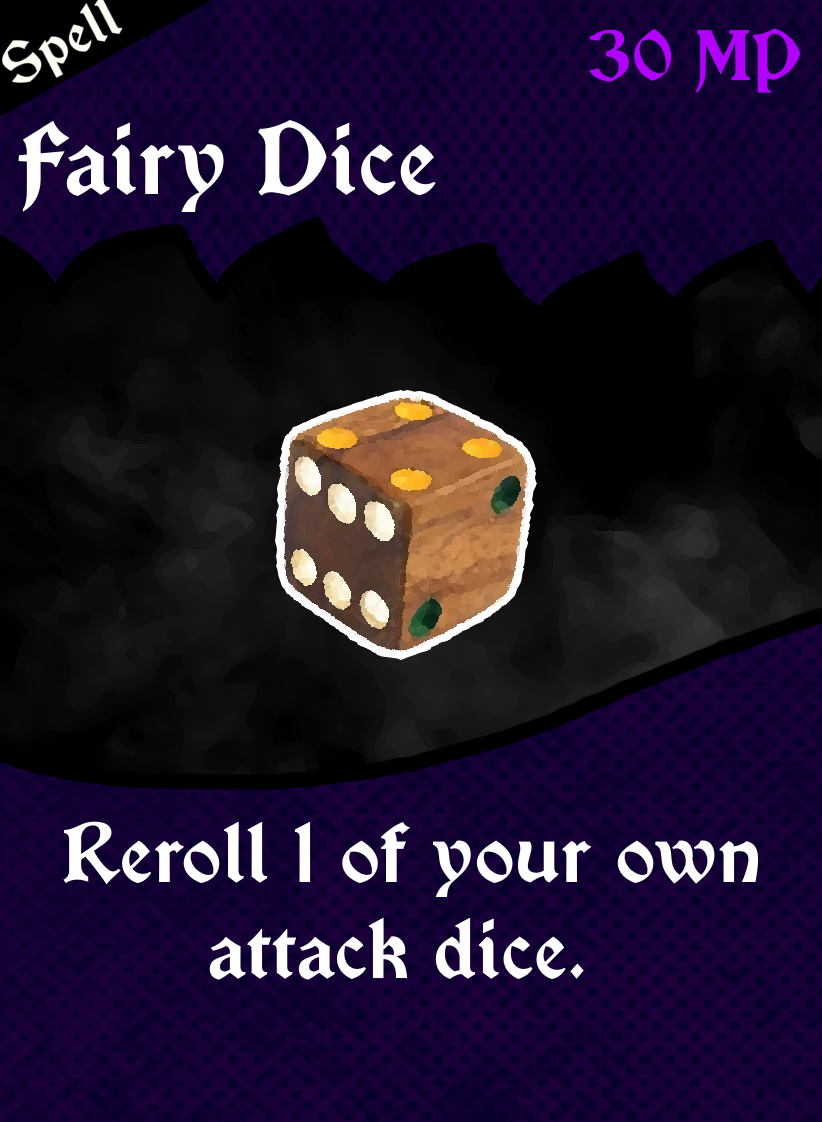 Spell
30 MP
Fairy Dice
Reroll 1 of your own
attack dice.